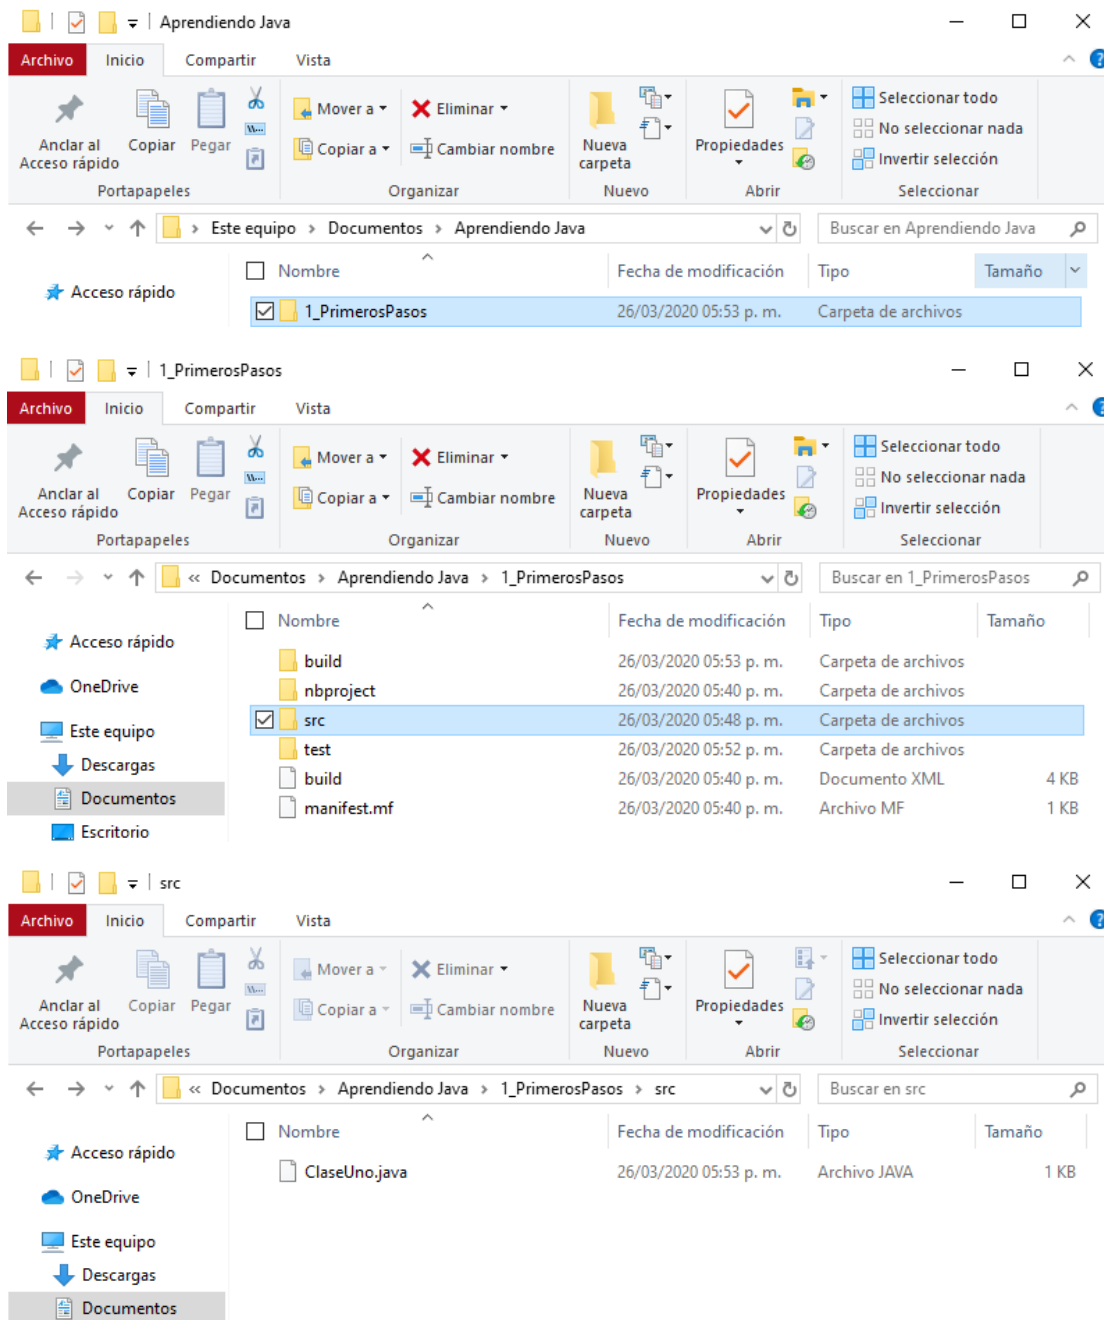 Aprendiendo Java
Archivo Inicio Compartir Vista
Anclar al Acceso rápido Copiar Pegar Mover a Copiar a Eliminar Cambiar nombre Nueva carpeta Propiedades Seleccionar todo No seleccionar nada Invertir selección
Portapapeles Organizar Nuevo Abrir Seleccionar
Este equipo > Documentos > Aprendiendo Java Buscar en Aprendiendo Java
Nombre Fecha de modificación Tipo Tamaño
Acceso rápido
1_PrimerosPasos 26/03/2020 05:53 p. m. Carpeta de archivos
1_PrimerosPasos
Archivo Inicio Compartir Vista
Anclar al Acceso rápido Copiar Pegar Mover a Copiar a Eliminar Cambiar nombre Nueva carpeta Propiedades Seleccionar todo No seleccionar nada Invertir selección
Portapapeles Organizar Nuevo Abrir Seleccionar
« Documentos > Aprendiendo Java > 1_PrimerosPasos Buscar en 1_PrimerosPasos
Nombre Fecha de modificación Tipo Tamaño
Acceso rápido
OneDrive
Este equipo
Descargas
Documentos
Escritorio
build 26/03/2020 05:53 p. m. Carpeta de archivos
nbproject 26/03/2020 05:40 p. m. Carpeta de archivos
src 26/03/2020 05:48 p. m. Carpeta de archivos
test 26/03/2020 05:52 p. m. Carpeta de archivos
build 26/03/2020 05:40 p. m. Documento XML 4 KB
manifest.mf 26/03/2020 05:40 p. m. Archivo MF 1 KB
src
Archivo Inicio Compartir Vista
Anclar al Acceso rápido Copiar Pegar Mover a Copiar a Eliminar Cambiar nombre Nueva carpeta Propiedades Seleccionar todo No seleccionar nada Invertir selección
Portapapeles Organizar Nuevo Abrir Seleccionar
« Documentos > Aprendiendo Java > 1_PrimerosPasos > src Buscar en src
Nombre Fecha de modificación Tipo Tamaño
Acceso rápido
OneDrive
Este equipo
Descargas
Documentos
ClaseUno.java 26/03/2020 05:53 p. m. Archivo JAVA 1 KB